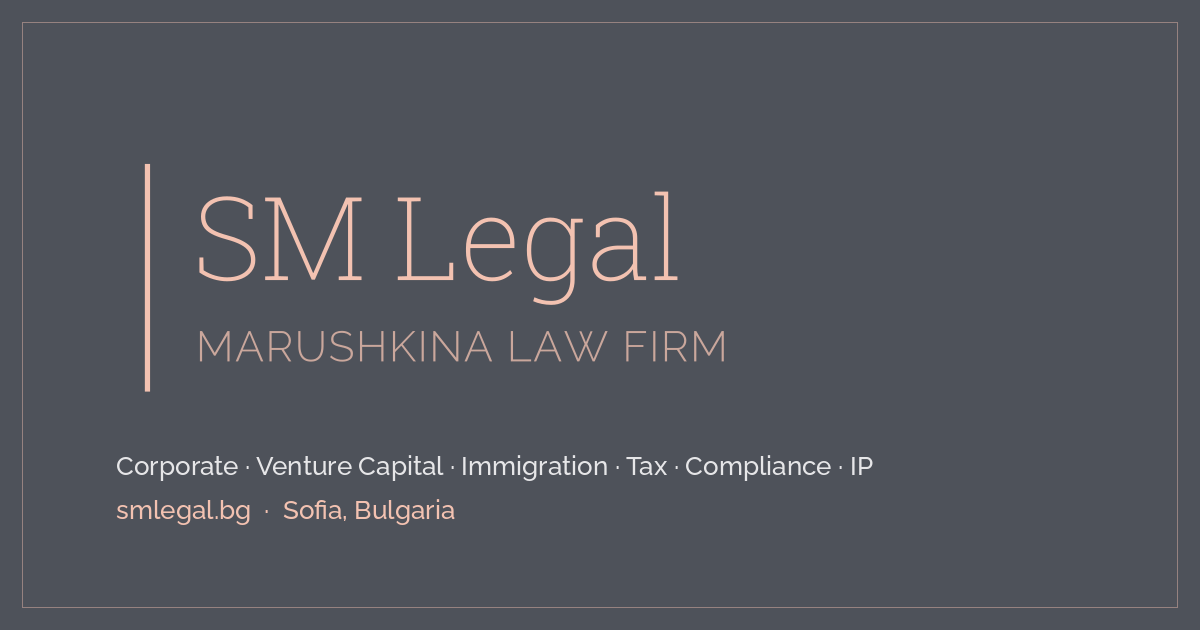 SM Legal
MARUSHKINA LAW FIRM
Corporate · Venture Capital · Immigration · Tax · Compliance · IP
smlegal.bg · Sofia, Bulgaria